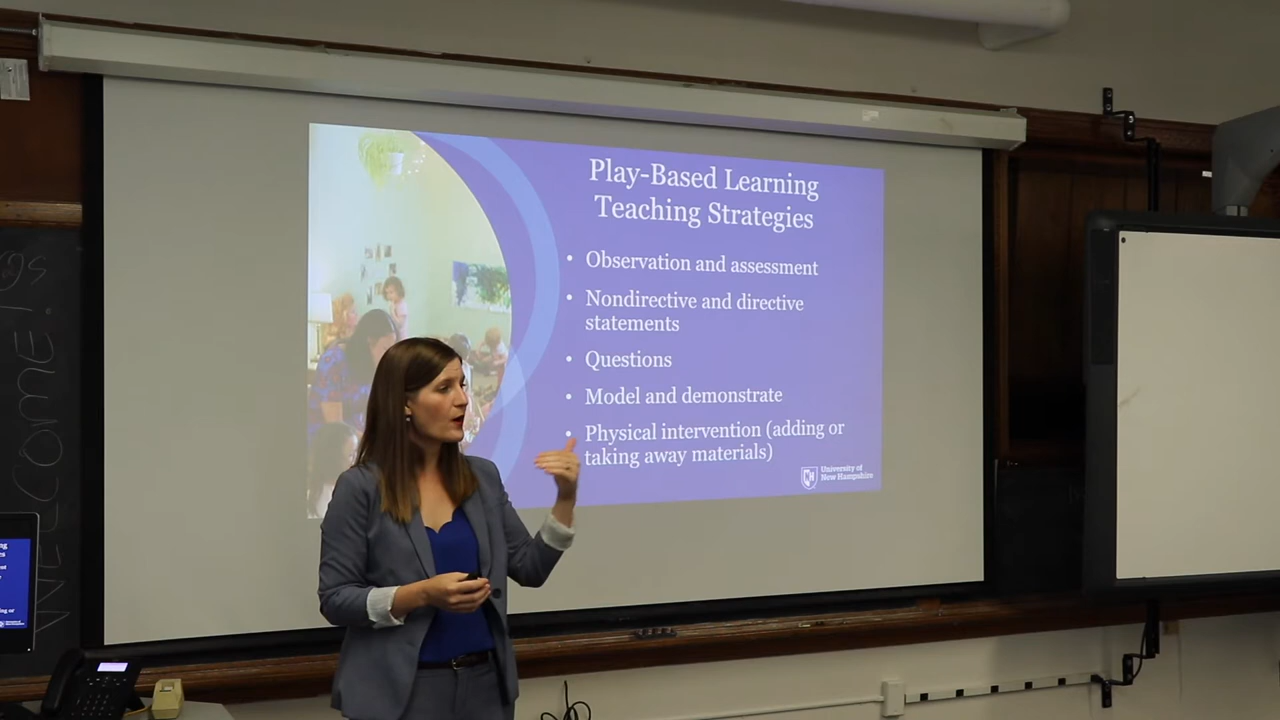 Play-Based Learning
Teaching Strategies
• Observation and assessment
• Nondirective and directive
statements
• Questions
• Model and demonstrate
• Physical intervention (adding or
taking away materials)
University of
New Hampshire
WELCOME!